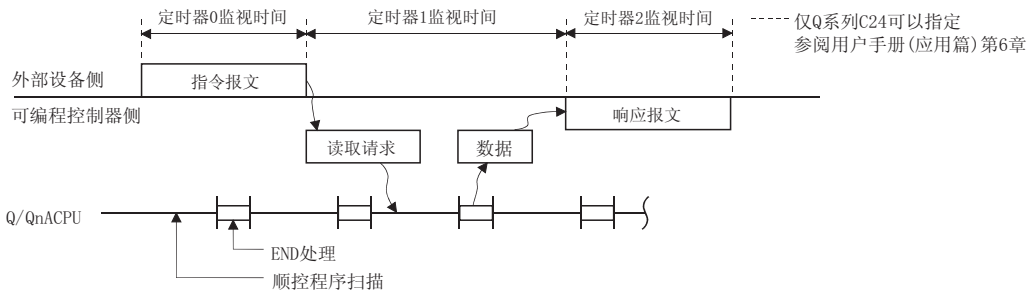 定时器0监视时间
定时器1监视时间
定时器2监视时间
仅Q系列C24可以指定
参阅用户手册(应用篇)第6章
外部设备侧
指令报文
可编程控制器侧
响应报文
读取请求
数据
Q/QnACPU
END处理
顺控程序扫描